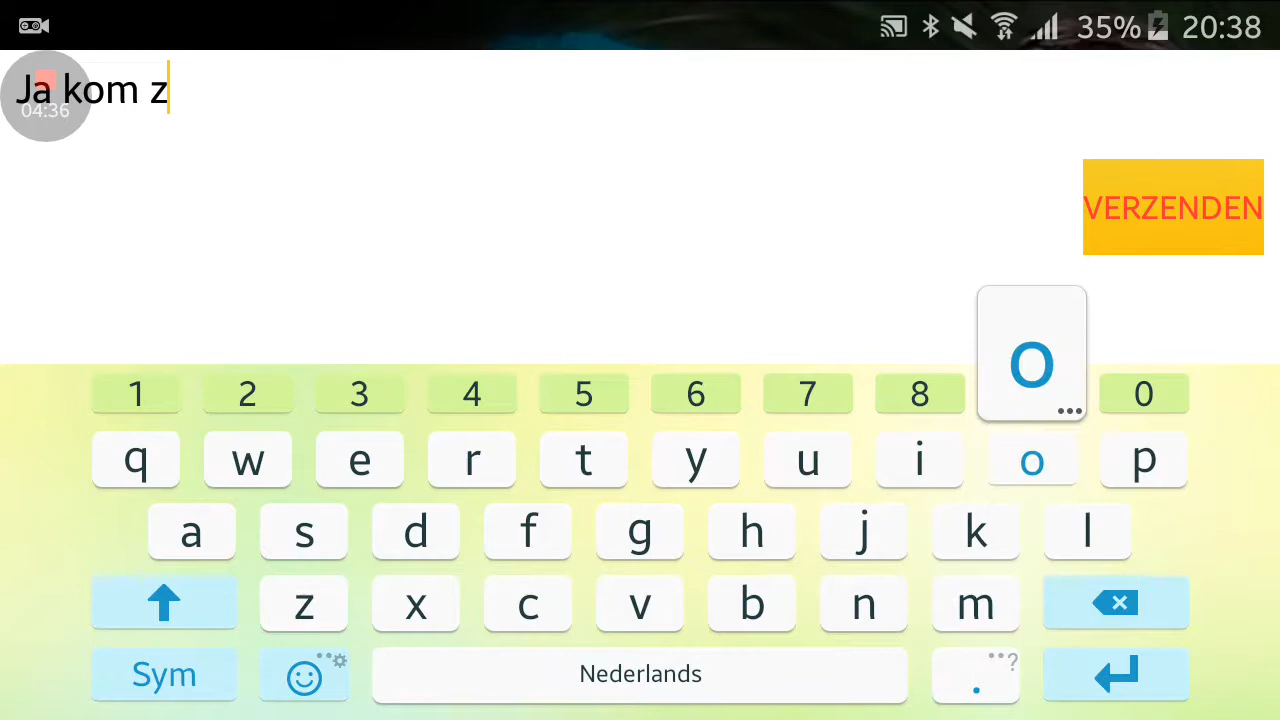 35% 20:38
Ja kom z
04:36
VERZENDEN
o
1 2 3 4 5 6 7 8 0
q w e r t y u i o p
a s d f g h j k l
z x c v b n m
Sym Nederlands . ?